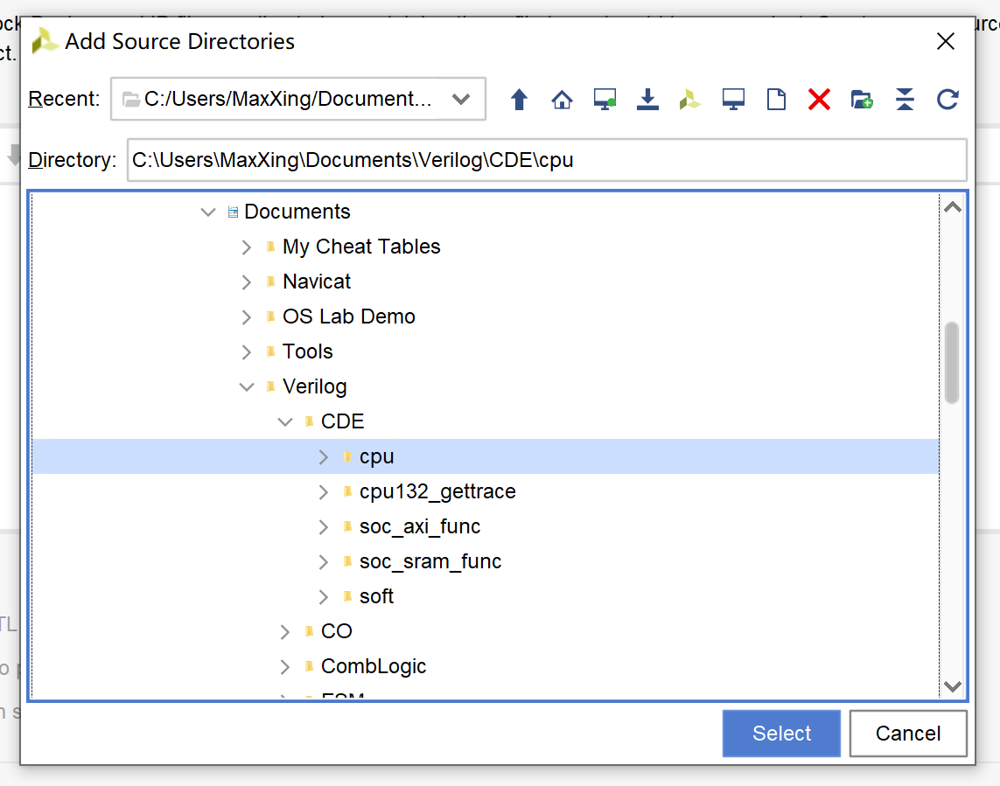 Add Source Directories
Recent: C:/Users/MaxXing/Document...
Directory: C:\Users\MaxXing\Documents\Verilog\CDE\cpu
Documents
My Cheat Tables
Navicat
OS Lab Demo
Tools
Verilog
CDE
cpu
cpu132_gettrace
soc_axi_func
soc_sram_func
soft
CO
CombLogic
Select Cancel